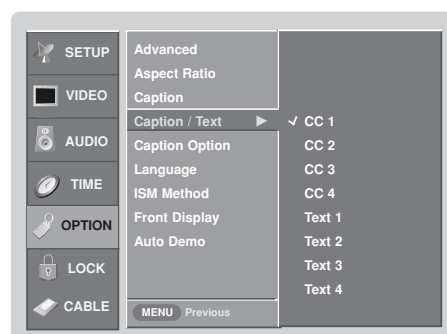 SETUP
VIDEO
AUDIO
TIME
OPTION
LOCK
CABLE
Advanced
Aspect Ratio
Caption
Caption / Text ▶
Caption Option
Language
ISM Method
Front Display
Auto Demo
MENU Previous
✓ CC 1
CC 2
CC 3
CC 4
Text 1
Text 2
Text 3
Text 4